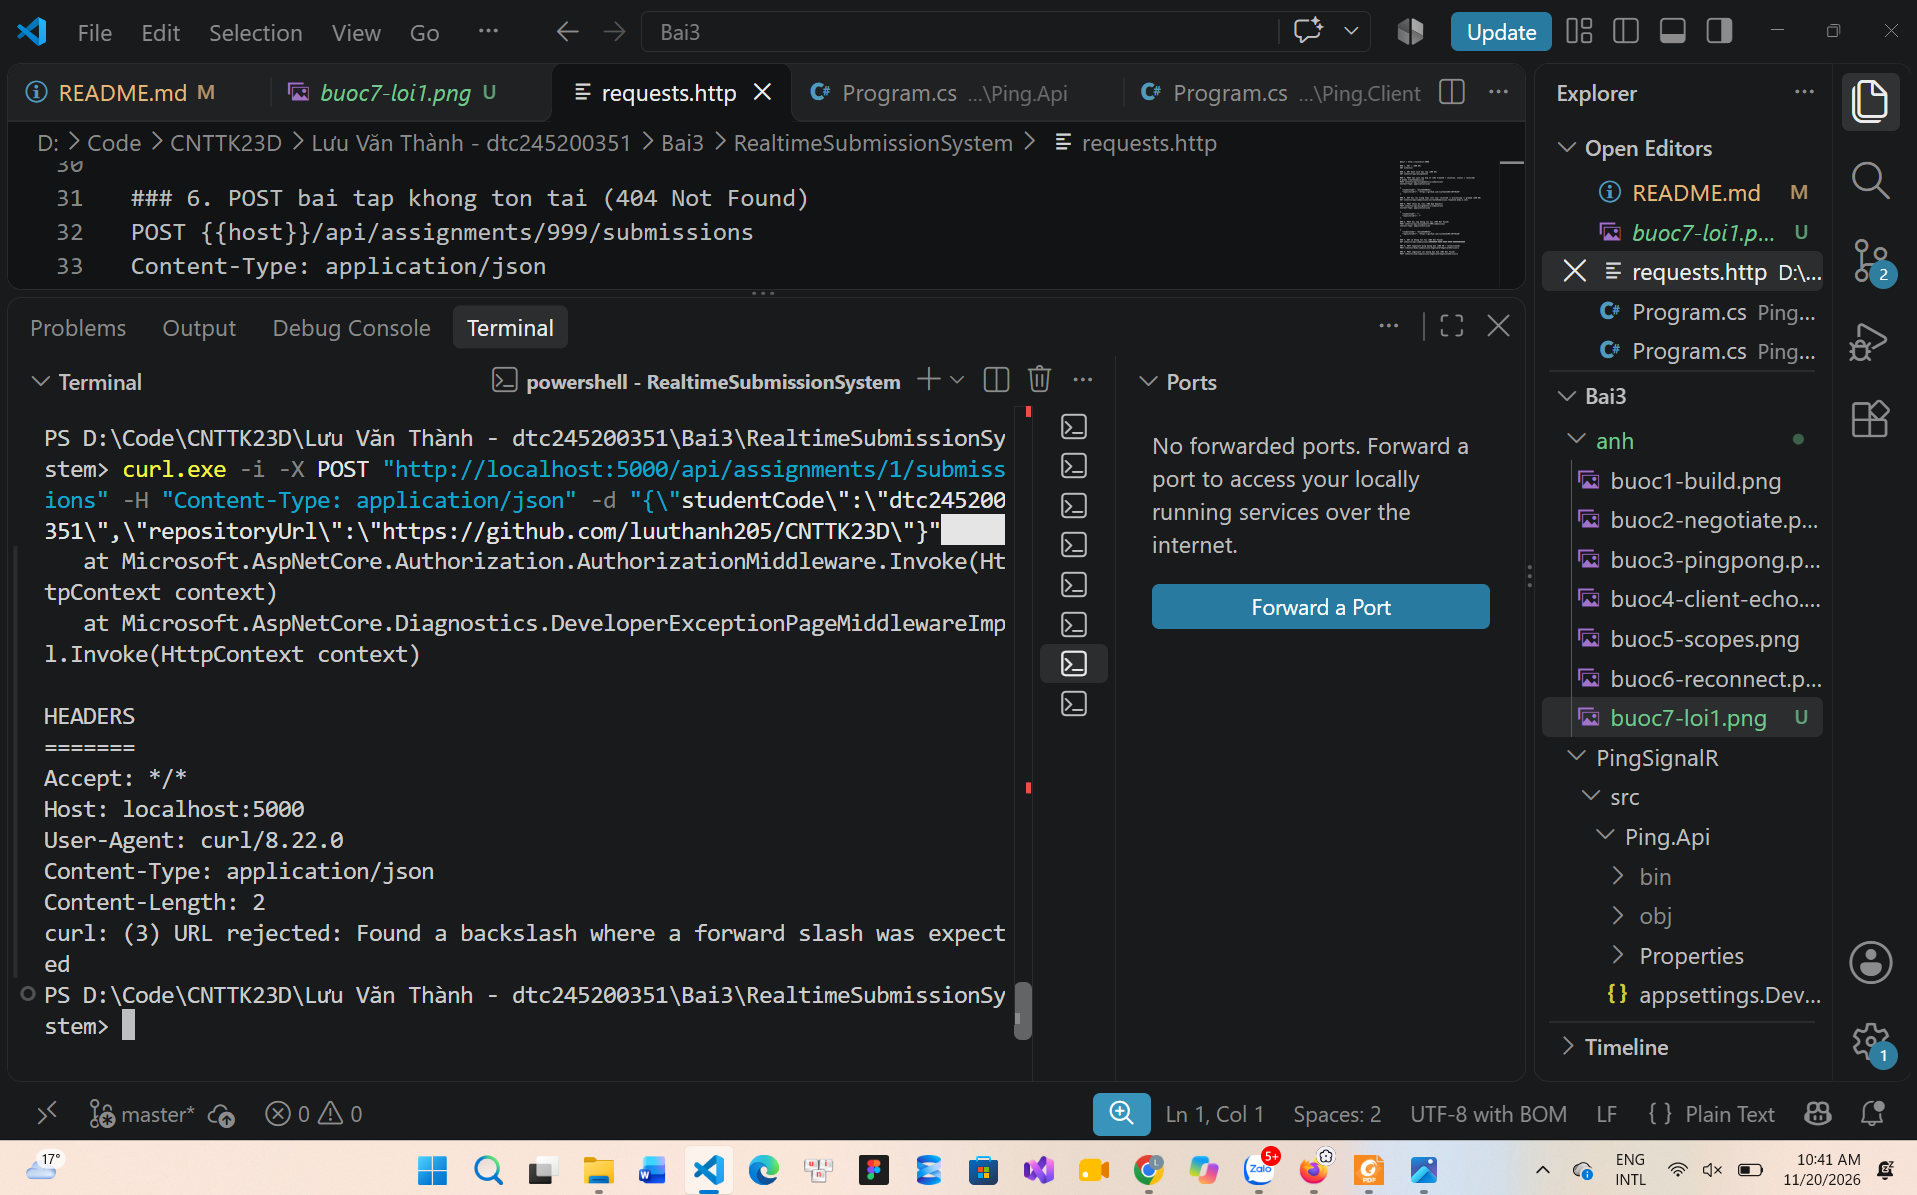 File Edit Selection View Go ··· Bai3 Update
README.md M buoc7-loi1.png U requests.http Program.cs ...\Ping.Api Program.cs ...\Ping.Client
D: > Code > CNTTK23D > Lưu Văn Thành - dtc245200351 > Bai3 > RealtimeSubmissionSystem > requests.http
30
31 ### 6. POST bai tap khong ton tai (404 Not Found)
32 POST {{host}}/api/assignments/999/submissions
33 Content-Type: application/json
Problems Output Debug Console Terminal
Terminal
powershell - RealtimeSubmissionSystem
PS D:\Code\CNTTK23D\Lưu Văn Thành - dtc245200351\Bai3\RealtimeSubmissionSy
stem> curl.exe -i -X POST "http://localhost:5000/api/assignments/1/submiss
ions" -H "Content-Type: application/json" -d "{\"studentCode\":\"dtc245200
351\",\"repositoryUrl\":\"https://github.com/luuthanh205/CNTTK23D\"}"
at Microsoft.AspNetCore.Authorization.AuthorizationMiddleware.Invoke(Ht
tpContext context)
at Microsoft.AspNetCore.Diagnostics.DeveloperExceptionPageMiddlewareImp
l.Invoke(HttpContext context)
HEADERS
=======
Accept: */*
Host: localhost:5000
User-Agent: curl/8.22.0
Content-Type: application/json
Content-Length: 2
curl: (3) URL rejected: Found a backslash where a forward slash was expect
ed
PS D:\Code\CNTTK23D\Lưu Văn Thành - dtc245200351\Bai3\RealtimeSubmissionSy
stem>
Ports
No forwarded ports. Forward a
port to access your locally
running services over the
internet.
Forward a Port
Explorer
Open Editors
README.md M
buoc7-loi1.p... U
requests.http D:\...
Program.cs Ping...
Program.cs Ping...
Bai3
anh
buoc1-build.png
buoc2-negotiate.p...
buoc3-pingpong.p...
buoc4-client-echo....
buoc5-scopes.png
buoc6-reconnect.p...
buoc7-loi1.png U
PingSignalR
src
Ping.Api
bin
obj
Properties
{} appsettings.Dev...
Timeline
2
1
master* 0 0 Ln 1, Col 1 Spaces: 2 UTF-8 with BOM LF {} Plain Text
17°
Zalo
5+
ENG
INTL
10:41 AM
11/20/2026